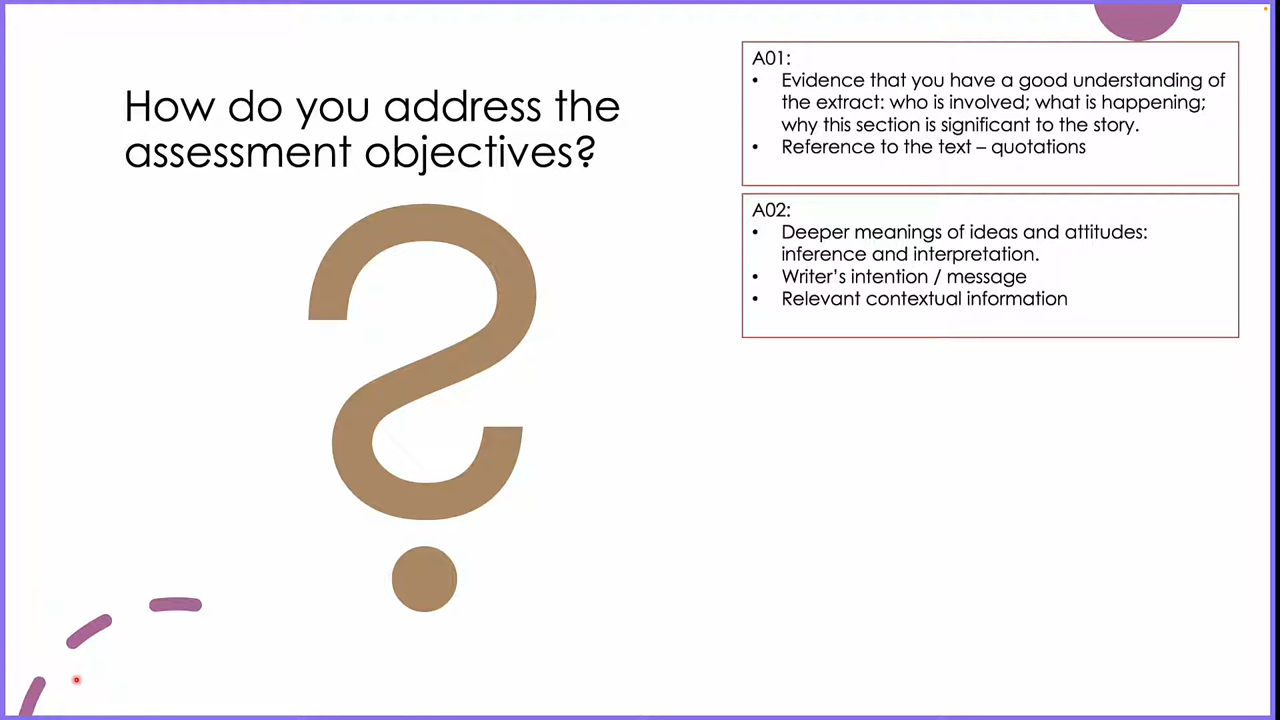 How do you address the
assessment objectives?
A01:
• Evidence that you have a good understanding of
the extract: who is involved; what is happening;
why this section is significant to the story.
• Reference to the text – quotations
A02:
• Deeper meanings of ideas and attitudes:
inference and interpretation.
• Writer's intention / message
• Relevant contextual information